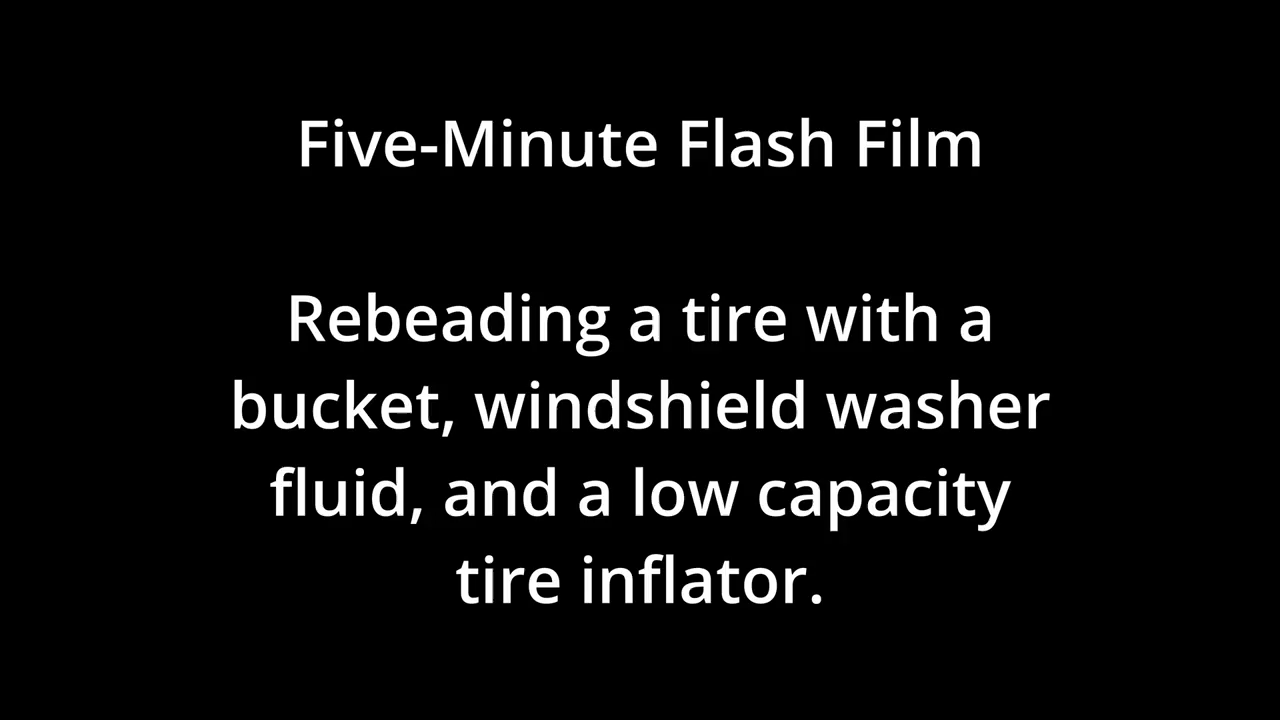 Five-Minute Flash Film
Rebeading a tire with a
bucket, windshield washer
fluid, and a low capacity
tire inflator.